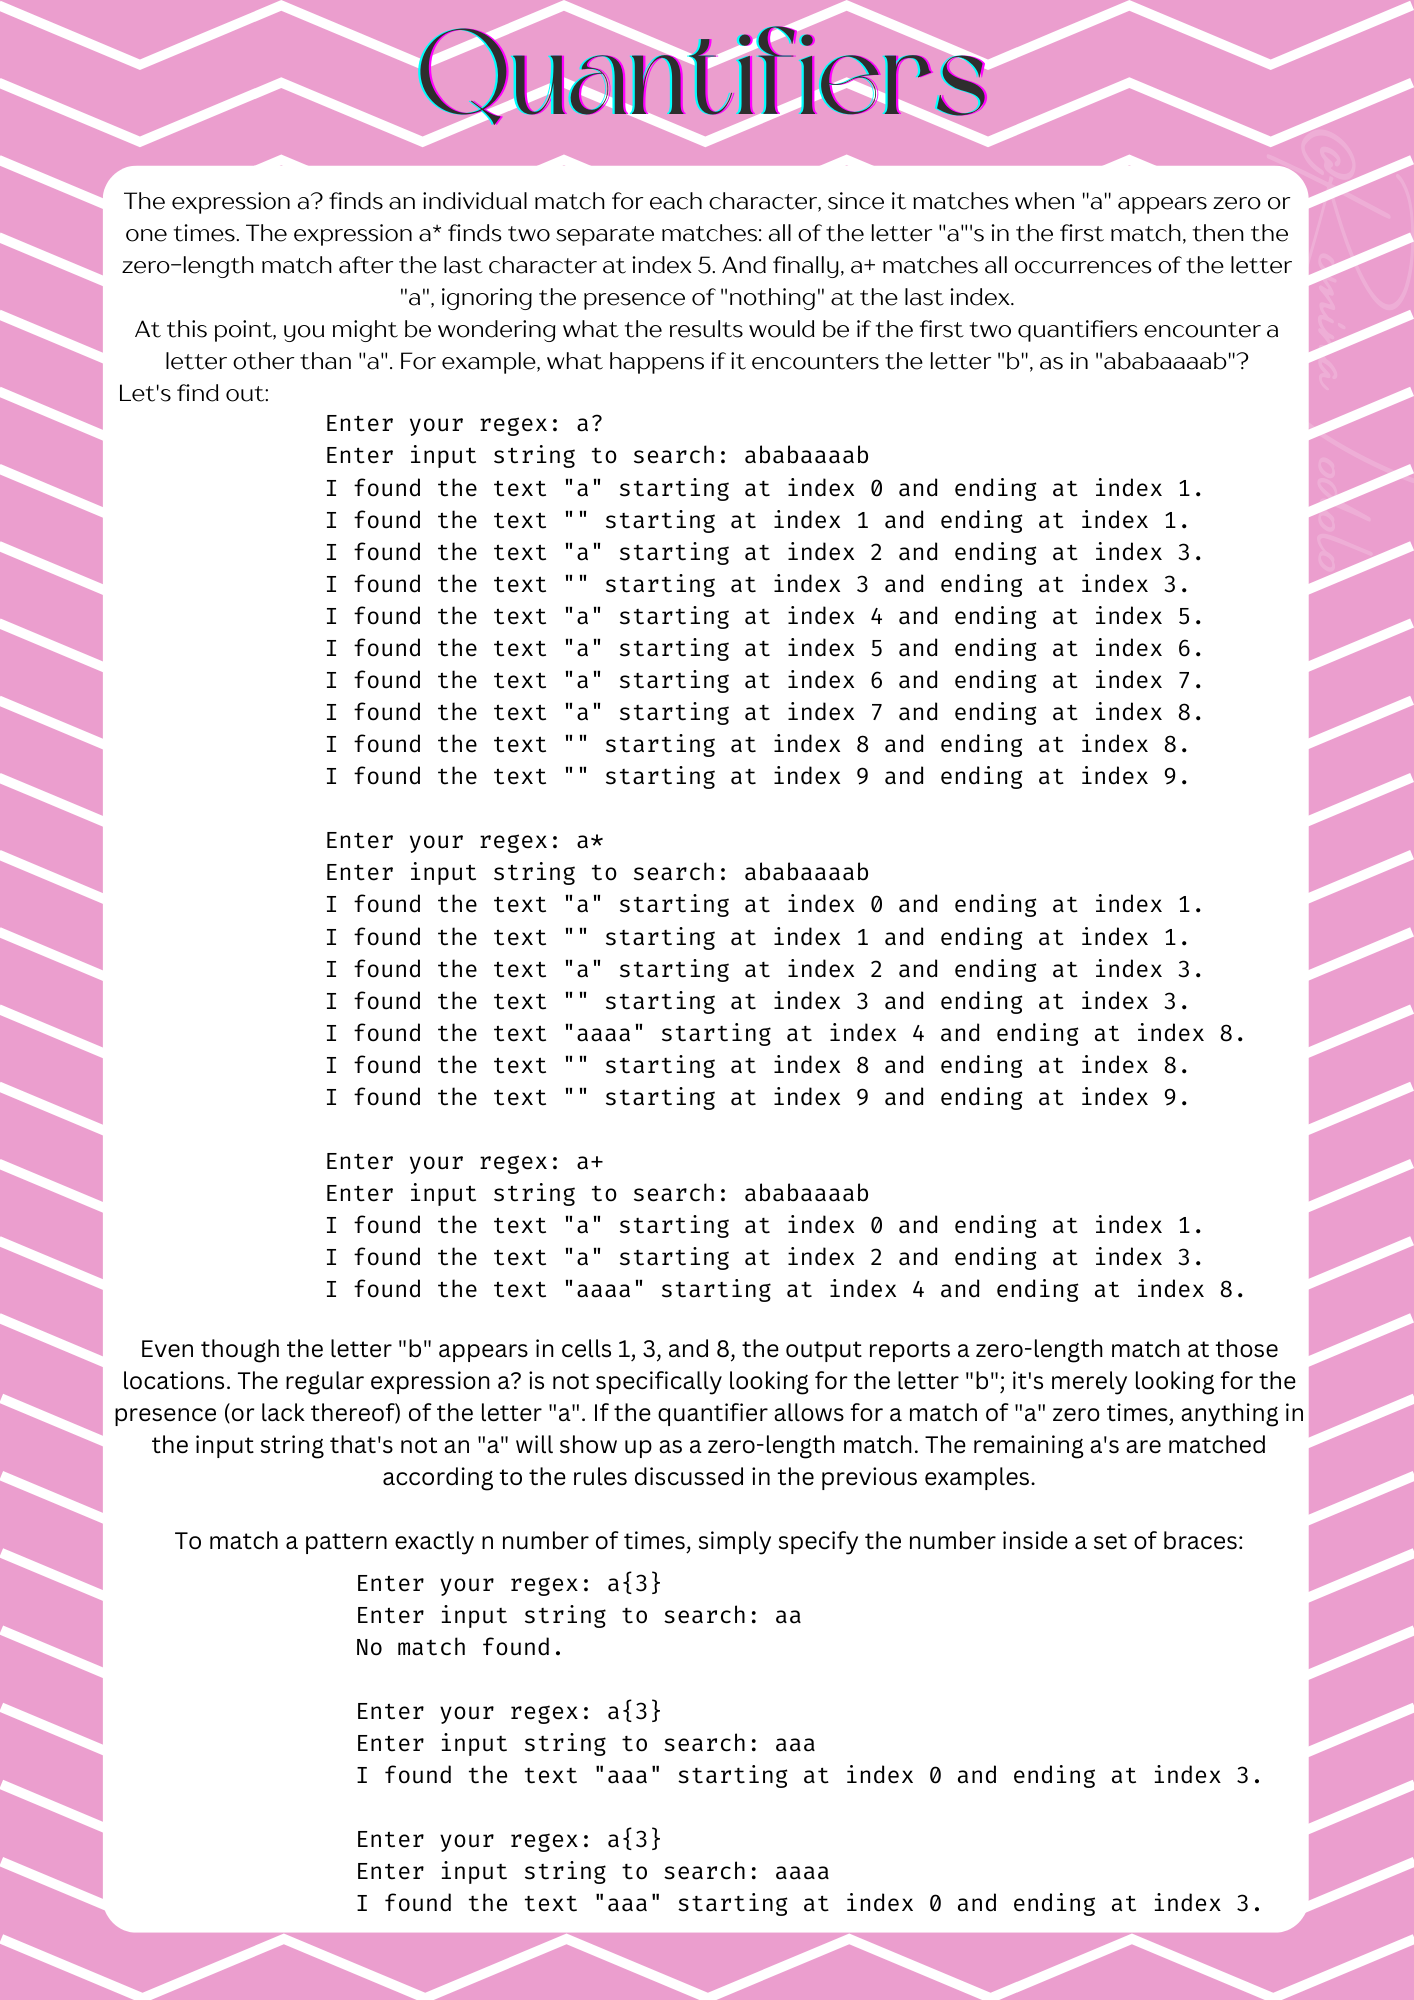 Quantifiers
The expression a? finds an individual match for each character, since it matches when "a" appears zero or
one times. The expression a* finds two separate matches: all of the letter "a"'s in the first match, then the
zero-length match after the last character at index 5. And finally, a+ matches all occurrences of the letter
"a", ignoring the presence of "nothing" at the last index.
At this point, you might be wondering what the results would be if the first two quantifiers encounter a
letter other than "a". For example, what happens if it encounters the letter "b", as in "ababaaaab"?
Let's find out:
Enter your regex: a?
Enter input string to search: ababaaaab
I found the text "a" starting at index 0 and ending at index 1.
I found the text "" starting at index 1 and ending at index 1.
I found the text "a" starting at index 2 and ending at index 3.
I found the text "" starting at index 3 and ending at index 3.
I found the text "a" starting at index 4 and ending at index 5.
I found the text "a" starting at index 5 and ending at index 6.
I found the text "a" starting at index 6 and ending at index 7.
I found the text "a" starting at index 7 and ending at index 8.
I found the text "" starting at index 8 and ending at index 8.
I found the text "" starting at index 9 and ending at index 9.
Enter your regex: a*
Enter input string to search: ababaaaab
I found the text "a" starting at index 0 and ending at index 1.
I found the text "" starting at index 1 and ending at index 1.
I found the text "a" starting at index 2 and ending at index 3.
I found the text "" starting at index 3 and ending at index 3.
I found the text "aaaa" starting at index 4 and ending at index 8.
I found the text "" starting at index 8 and ending at index 8.
I found the text "" starting at index 9 and ending at index 9.
Enter your regex: a+
Enter input string to search: ababaaaab
I found the text "a" starting at index 0 and ending at index 1.
I found the text "a" starting at index 2 and ending at index 3.
I found the text "aaaa" starting at index 4 and ending at index 8.
Even though the letter "b" appears in cells 1, 3, and 8, the output reports a zero-length match at those
locations. The regular expression a? is not specifically looking for the letter "b"; it's merely looking for the
presence (or lack thereof) of the letter "a". If the quantifier allows for a match of "a" zero times, anything in
the input string that's not an "a" will show up as a zero-length match. The remaining a's are matched
according to the rules discussed in the previous examples.
To match a pattern exactly n number of times, simply specify the number inside a set of braces:
Enter your regex: a{3}
Enter input string to search: aa
No match found.
Enter your regex: a{3}
Enter input string to search: aaa
I found the text "aaa" starting at index 0 and ending at index 3.
Enter your regex: a{3}
Enter input string to search: aaaa
I found the text "aaa" starting at index 0 and ending at index 3.